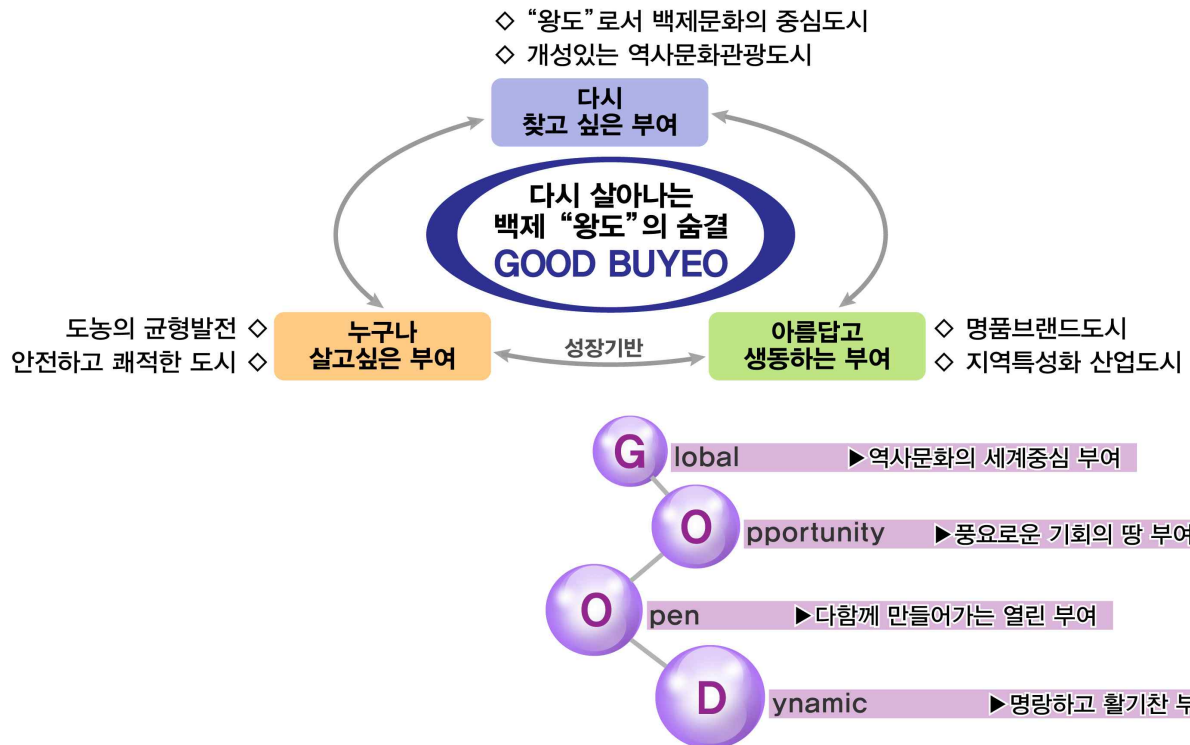 ◇ “왕도”로서 백제문화의 중심도시
◇ 개성있는 역사문화관광도시
다시
찾고 싶은 부여
다시 살아나는
백제 “왕도”의 숨결
GOOD BUYEO
도농의 균형발전 ◇
안전하고 쾌적한 도시 ◇
누구나
살고싶은 부여
성장기반
아름답고
생동하는 부여
◇ 명품브랜드도시
◇ 지역특성화 산업도시
Global ▶역사문화의 세계중심 부여
Opportunity ▶풍요로운 기회의 땅 부여
Open ▶다함께 만들어가는 열린 부여
Dynamic ▶명랑하고 활기찬 부